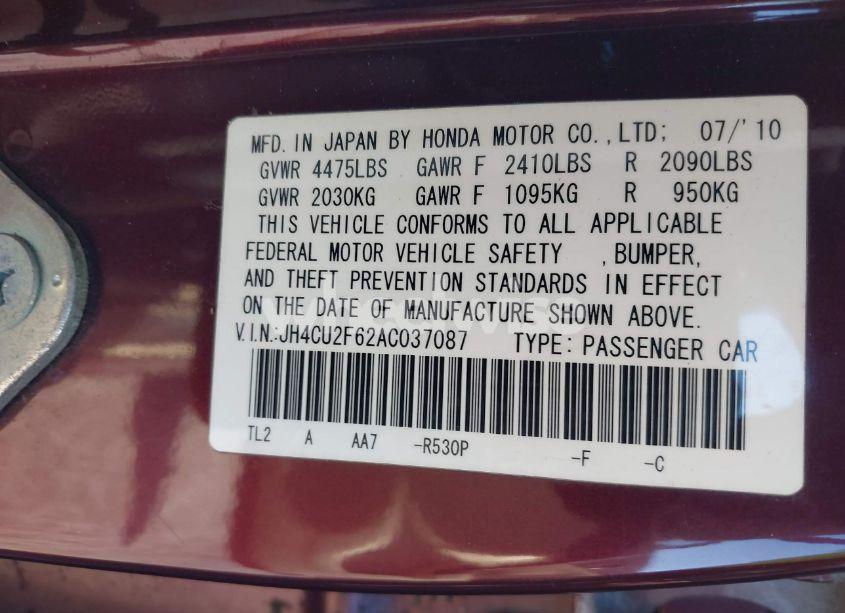 MFD. IN JAPAN BY HONDA MOTOR CO., LTD; 07/'10
GVWR 4475LBS GAWR F 2410LBS R 2090LBS
GVWR 2030KG GAWR F 1095KG R 950KG
THIS VEHICLE CONFORMS TO ALL APPLICABLE
FEDERAL MOTOR VEHICLE SAFETY , BUMPER,
AND THEFT PREVENTION STANDARDS IN EFFECT
ON THE DATE OF MANUFACTURE SHOWN ABOVE.
V.I.N.:JH4CU2F62AC037087 TYPE: PASSENGER CAR
TL2 A AA7 -R530P -F -C